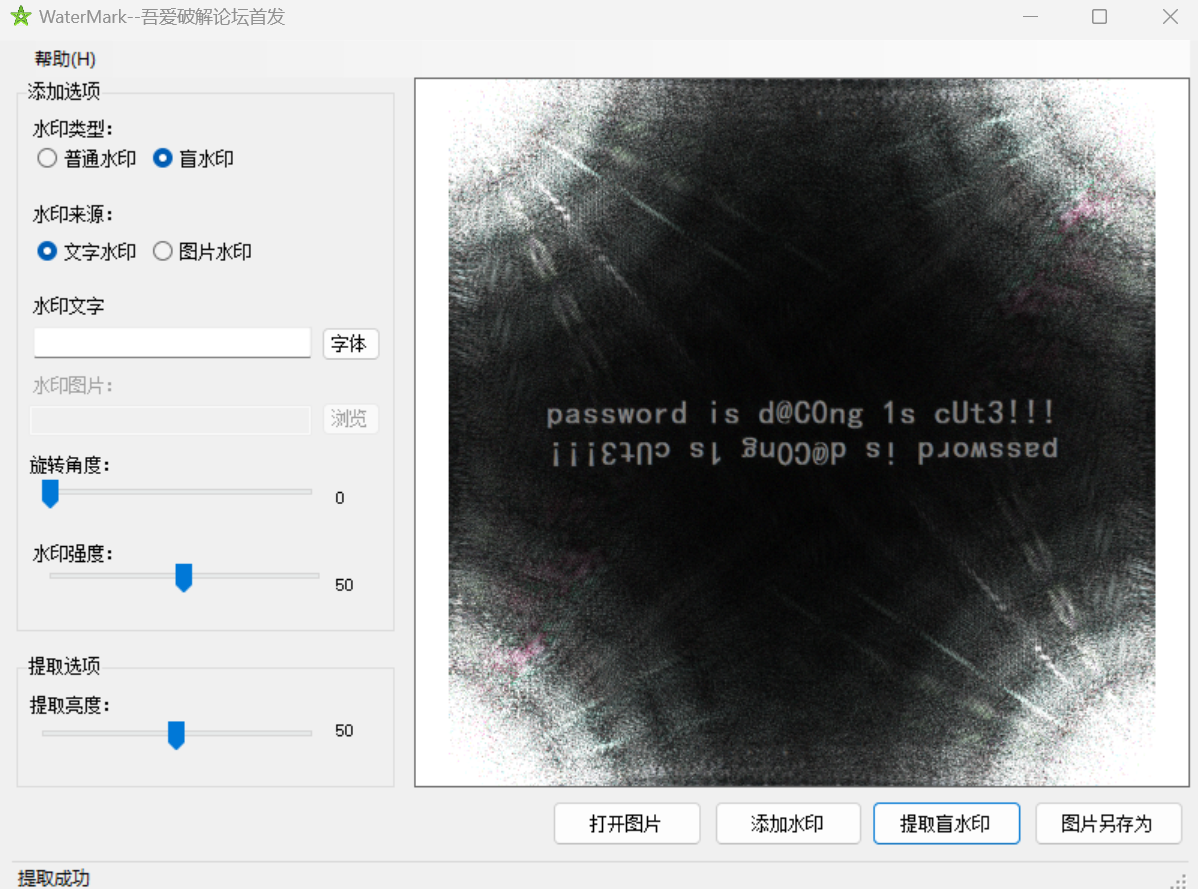 WaterMark--吾爱破解论坛首发
帮助(H)
添加选项
水印类型:
普通水印 盲水印
水印来源:
文字水印 图片水印
水印文字
字体
水印图片:
浏览
旋转角度:
0
水印强度:
50
提取选项
提取亮度:
50
password is d@C0ng 1s cUt3!!!
password is d@C0ng 1s cUt3!!!
打开图片 添加水印 提取盲水印 图片另存为
提取成功